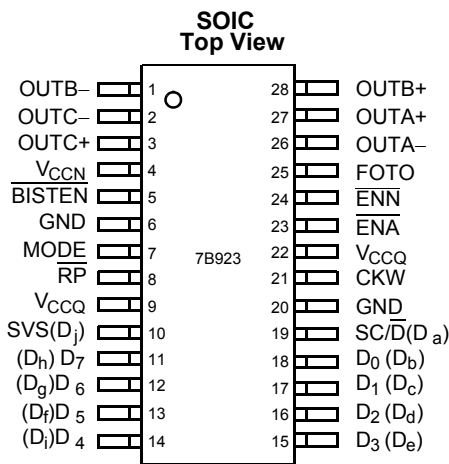 SOIC
Top View
OUTB– 1 28 OUTB+
OUTC– 2 27 OUTA+
OUTC+ 3 26 OUTA–
VCCN 4 25 FOTO
BISTEN 5 24 ENN
GND 6 23 ENA
MODE 7 22 VCCQ
7B923
RP 8 21 CKW
VCCQ 9 20 GND
SVS(Dj) 10 19 SC/D(Da)
(Dh) D7 11 18 D0 (Db)
(Dg)D6 12 17 D1 (Dc)
(Df)D5 13 16 D2 (Dd)
(Di)D4 14 15 D3 (De)